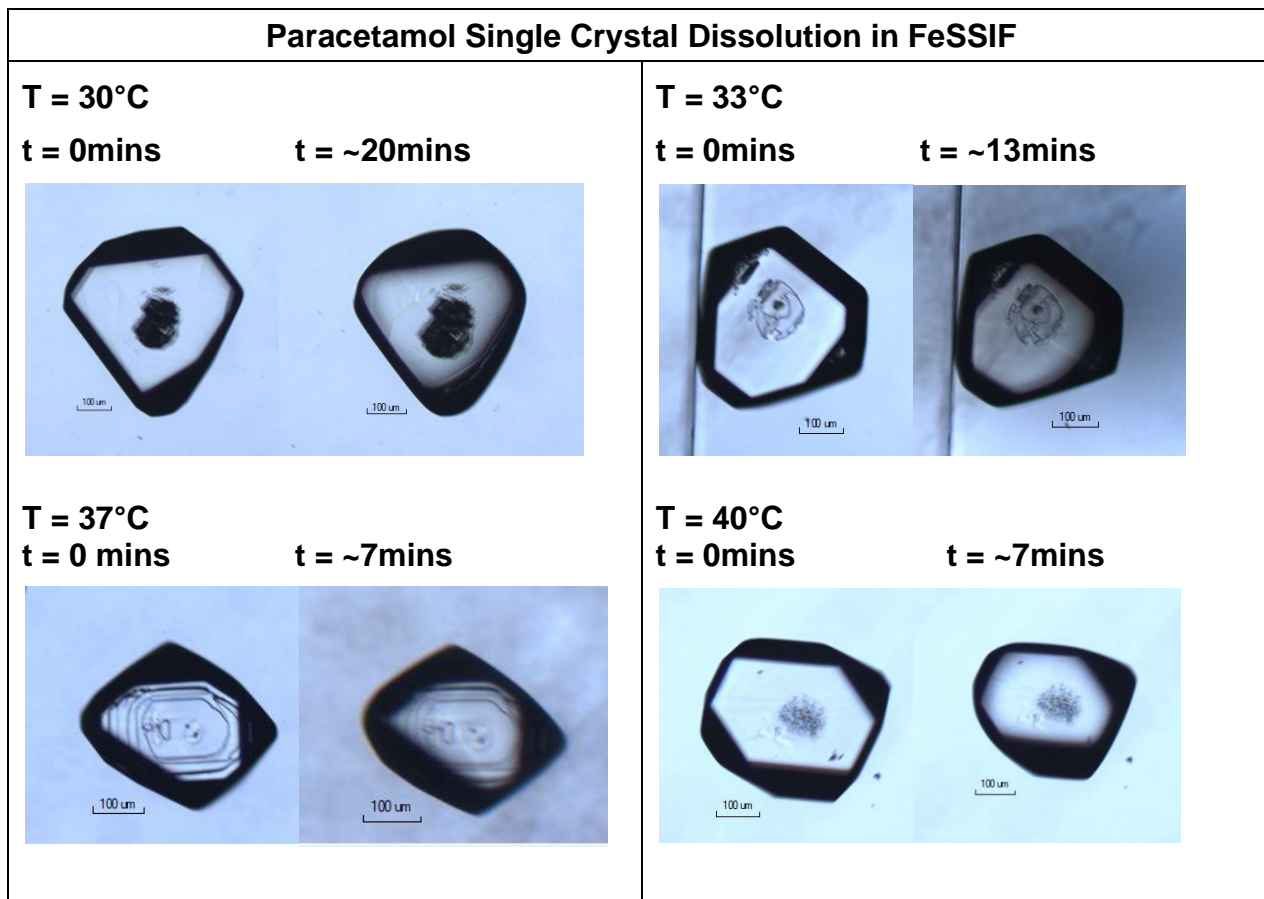 Paracetamol Single Crystal Dissolution in FeSSIF
T = 30°C
t = 0mins t = ~20mins
100 um 100 um
T = 33°C
t = 0mins t = ~13mins
100 um 100 um
T = 37°C
t = 0 mins t = ~7mins
100 um 100 um
T = 40°C
t = 0mins t = ~7mins
100 um 100 um